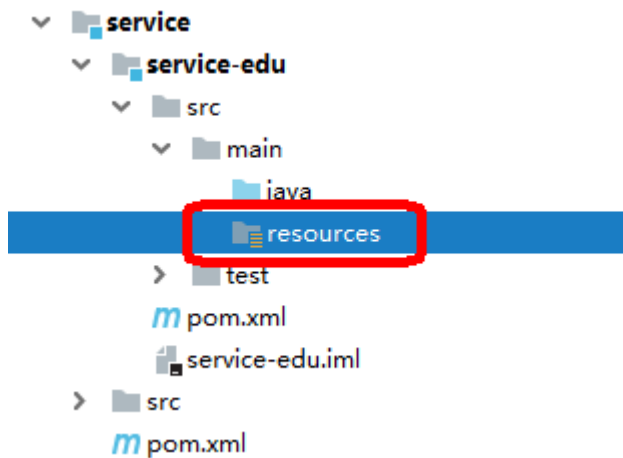 service
service-edu
src
main
java
resources
test
pom.xml
service-edu.iml
src
pom.xml